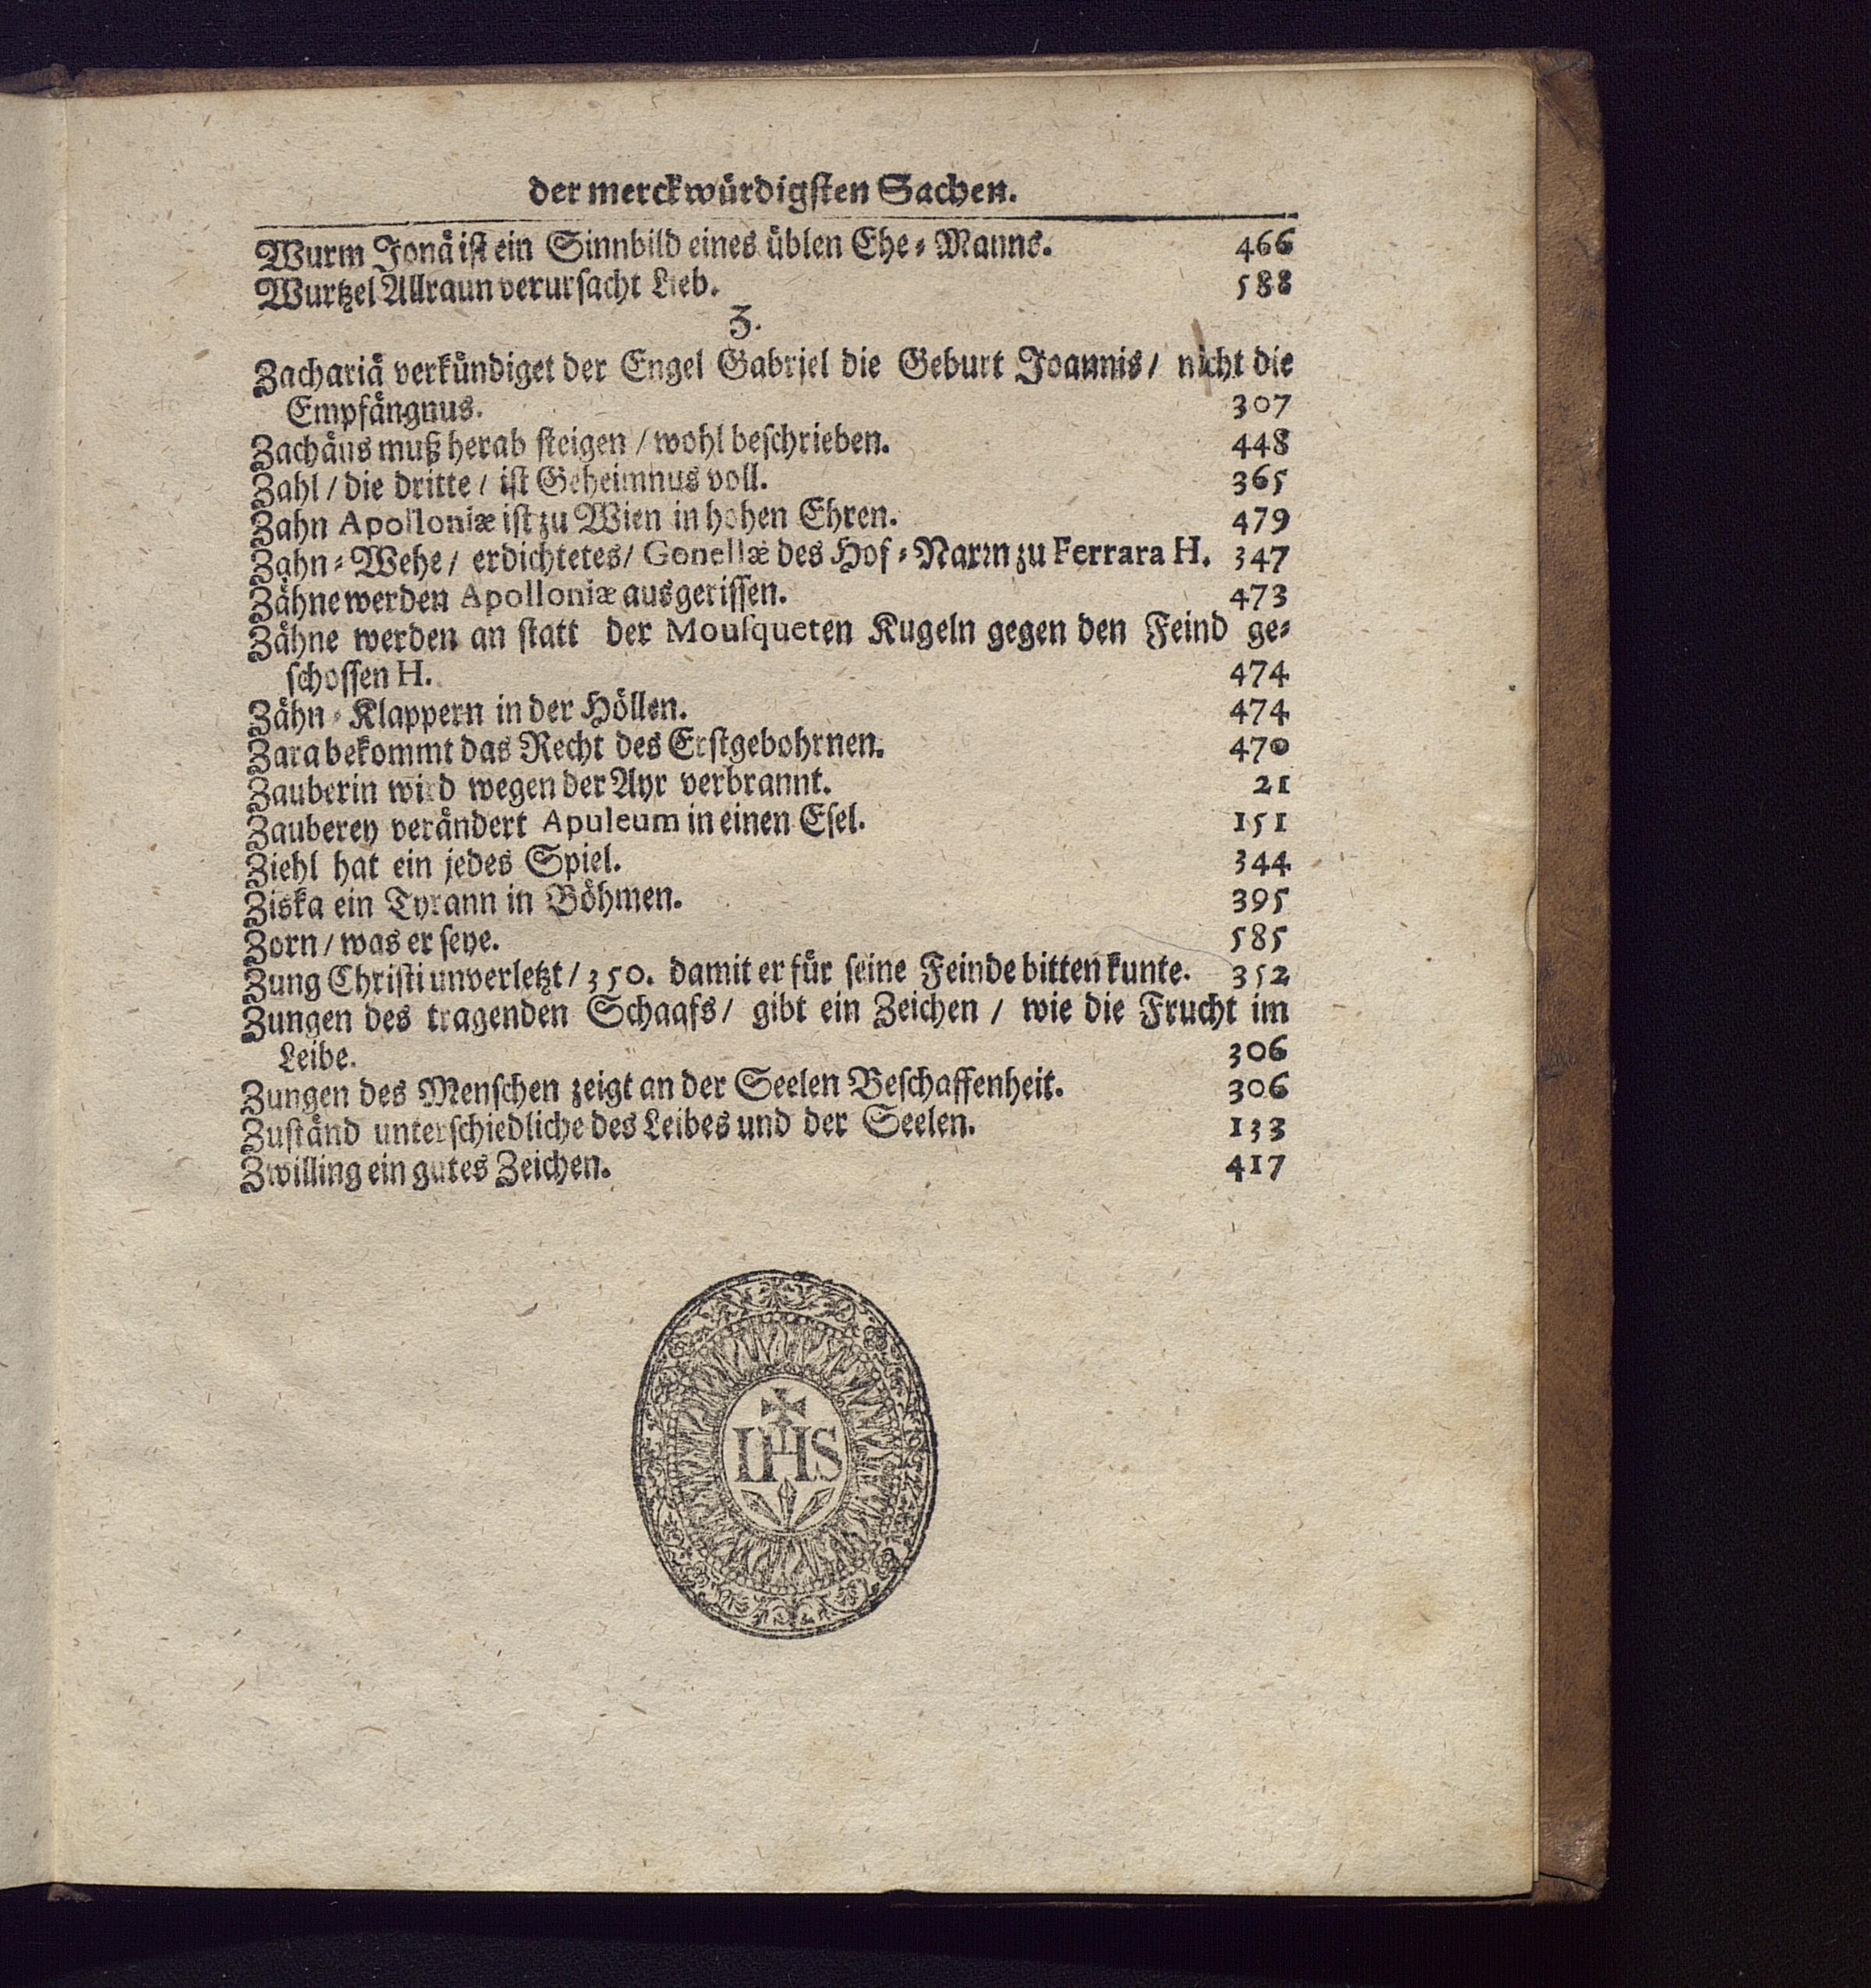 der merckwürdigsten Sachen.
Wurm Jonä ist ein Sinnbild eines üblen Ehe-Manns. 466
Wurtzel Allraun verursacht Lieb. 588
Z.
Zachariä verkündiget der Engel Gabriel die Geburt Joannis / nicht die
Empfängnus. 307
Zachäus muß herab steigen / wohl beschrieben. 448
Zahl / die dritte / ist Geheimnus voll. 365
Zahn Apolloniæ ist zu Wien in hohen Ehren. 479
Zahn-Wehe / erdichtetes / Gonellæ des Hof-Narrn zu Ferrara H. 347
Zähne werden Apolloniæ ausgerissen. 473
Zähne werden an statt der Mousqueten Kugeln gegen den Feind ge-
schossen H. 474
Zähn-Klappern in der Höllen. 474
Zara bekommt das Recht des Erstgebohrnen. 470
Zauberin wird wegen der Ayr verbrannt. 21
Zauberey verändert Apuleum in einen Esel. 151
Ziehl hat ein jedes Spiel. 344
Ziska ein Tyrann in Böhmen. 395
Zorn / was er seye. 585
Zung Christi unverletzt / 350. damit er für seine Feinde bitten kunte. 352
Zungen des tragenden Schaafs / gibt ein Zeichen / wie die Frucht im
Leibe. 306
Zungen des Menschen zeigt an der Seelen Beschaffenheit. 306
Zuständ unterschiedliche des Leibes und der Seelen. 133
Zwilling ein gutes Zeichen. 417
IHS